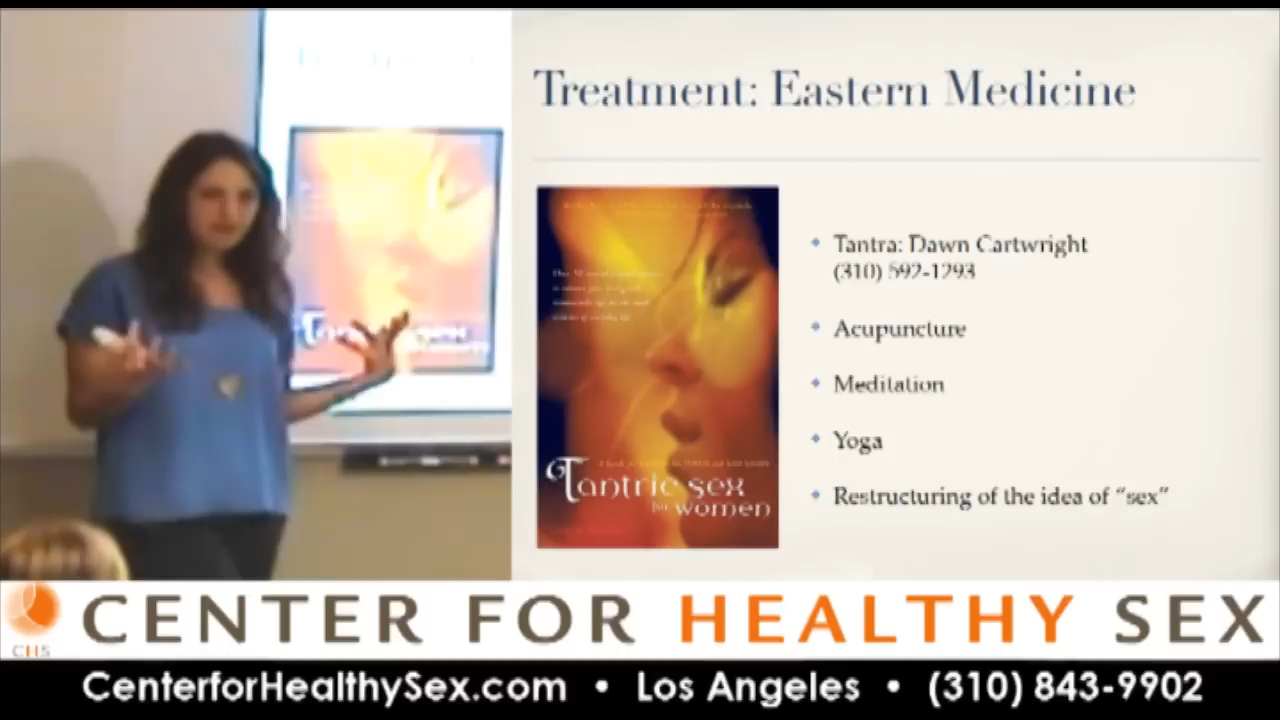 Treatment: Eastern Medicine
Tantra: Dawn Cartwright
(310) 592-1293
Acupuncture
Meditation
Yoga
Restructuring of the idea of “sex”
Tantric sex
for women
CENTER FOR HEALTHY SEX
CHS
CenterforHealthySex.com • Los Angeles • (310) 843-9902